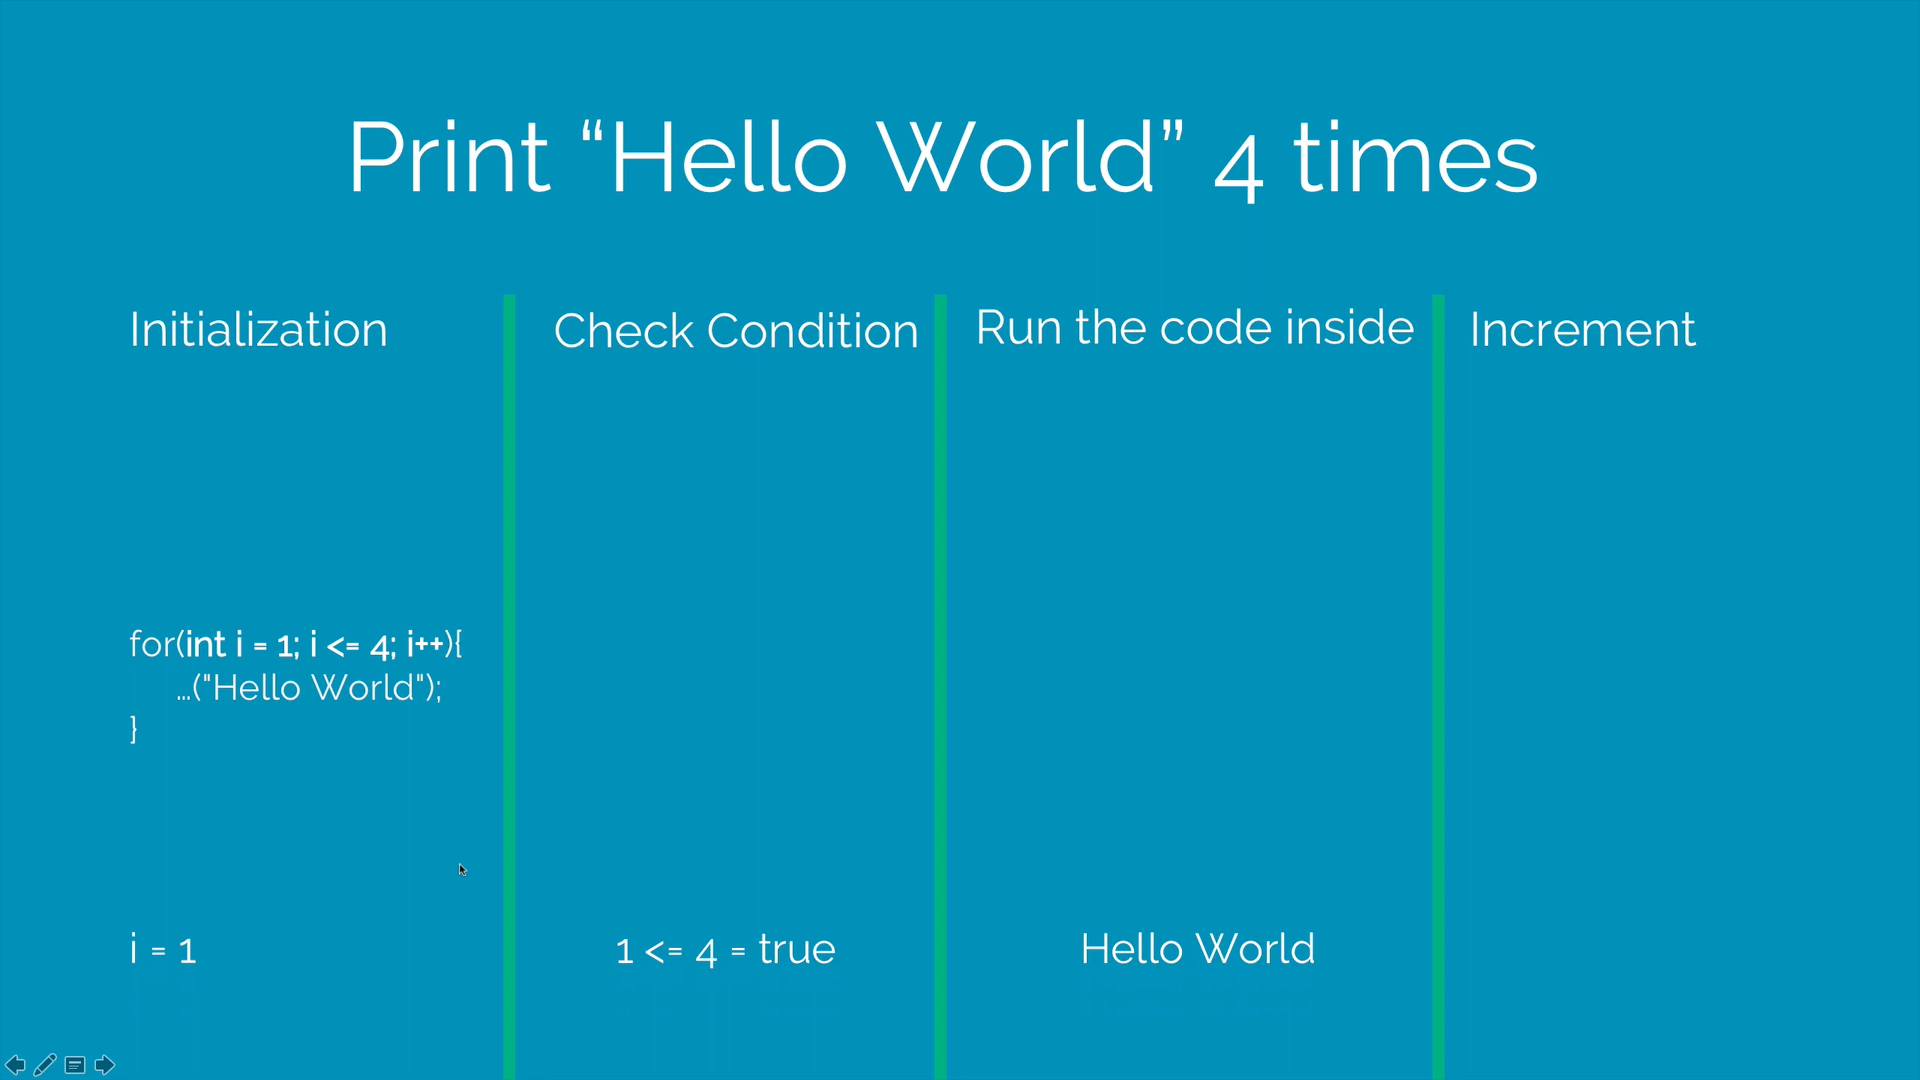 Print “Hello World” 4 times
Initialization
Check Condition
Run the code inside
Increment
for(int i = 1; i <= 4; i++){
...("Hello World");
}
i = 1
1 <= 4 = true
Hello World